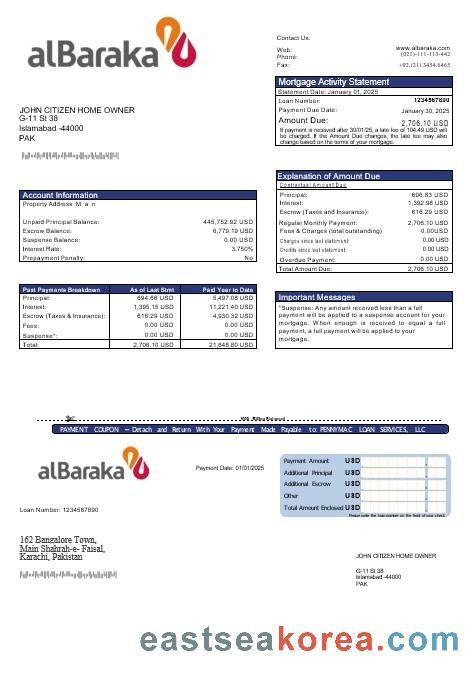 alBaraka
Contact Us:
Web: www.albaraka.com
Phone: (021)-111-113-442
Fax: +92 (21) 3454.6465
JOHN CITIZEN HOME OWNER
G-11 St 38
Islamabad -44000
PAK
Mortgage Activity Statement
Statement Date: January 01, 2025
Loan Number: 1234567890
Payment Due Date: January 30, 2025
Amount Due: 2,706.10 USD
If payment is received after 30/01/25, a late fee of 104.49 USD will
be charged. If the Amount Due Changes, the late fee may also
change based on the terms of your mortgage.
Account Information
Property Address
Unpaid Principal Balance: 445,752.92 USD
Escrow Balance: 6,779.19 USD
Suspense Balance: 0.00 USD
Interest Rate: 3.750%
Prepayment Penalty: No
Explanation of Amount Due
Contractual Amount Due
Principal: 696.83 USD
Interest: 1,392.98 USD
Escrow (Taxes and Insurance): 616.29 USD
Regular Monthly Payment: 2,706.10 USD
Fees & Charges (total outstanding) 0.00USD
Charges since last statement: 0.00 USD
Credits since last statement: 0.00 USD
Overdue Payment: 0.00 USD
Total Amount Due: 2,706.10 USD
Past Payments Breakdown As of Last Stmt Paid Year to Date
Principal: 694.66 USD 5,497.08 USD
Interest: 1,395.15 USD 11,221.40 USD
Escrow (Taxes & Insurance): 616.29 USD 4,930.32 USD
Fees: 0.00 USD 0.00 USD
Suspense*: 0.00 USD 0.00 USD
Total: 2,706.10 USD 21,648.80 USD
Important Messages
*Suspense: Any amount received less than a full
payment will be applied to a suspense account for your
mortgage. When enough is received to equal a full
payment, a full payment will be applied to your
mortgage.
PAYMENT COUPON – Detach and Return With Your Payment Made Payable to: PENNYMAC LOAN SERVICES, LLC
alBaraka
Payment Date: 01/01/2025
Payment Amount USD
Additional Principal USD
Additional Escrow USD
Other USD
Total Amount Enclosed USD
Please write the loan number on the front of your check.
Loan Number: 1234567890
162 Bangalore Town,
Main Shahrah-e- Faisal,
Karachi, Pakistan
JOHN CITIZEN HOME OWNER
G-11 St 38
Islamabad -44000
PAK
eastseakorea.com